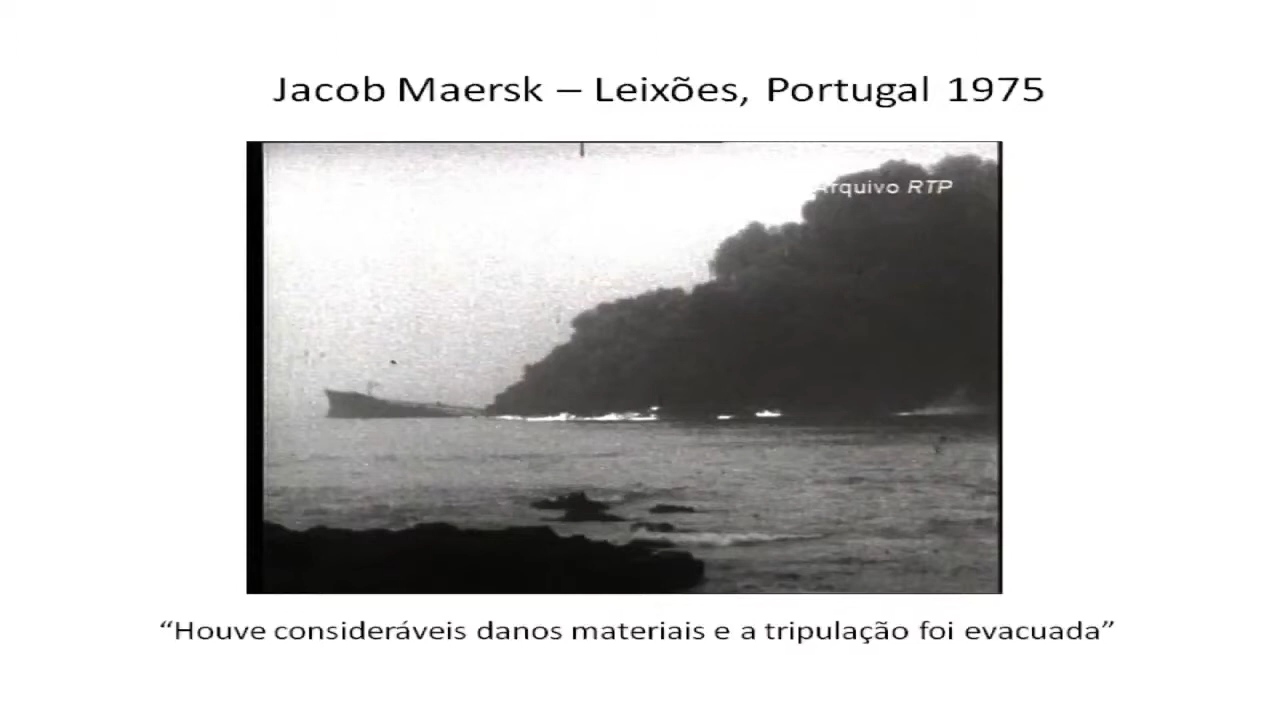 Jacob Maersk – Leixões, Portugal 1975
Arquivo RTP
“Houve consideráveis danos materiais e a tripulação foi evacuada”